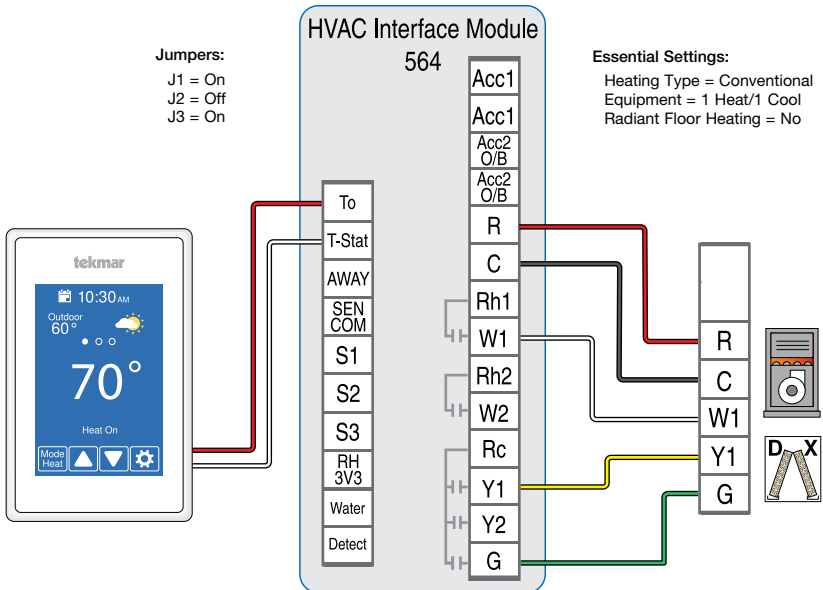 HVAC Interface Module
564
Jumpers:
J1 = On
J2 = Off
J3 = On
Essential Settings:
Heating Type = Conventional
Equipment = 1 Heat/1 Cool
Radiant Floor Heating = No
tekmar
10:30 AM
Outdoor
60°
70°
Heat On
Mode
Heat
To
T-Stat
AWAY
SEN
COM
S1
S2
S3
RH
3V3
Water
Detect
Acc1
Acc1
Acc2
O/B
Acc2
O/B
R
C
Rh1
W1
Rh2
W2
Rc
Y1
Y2
G
R
C
W1
Y1
G
D X